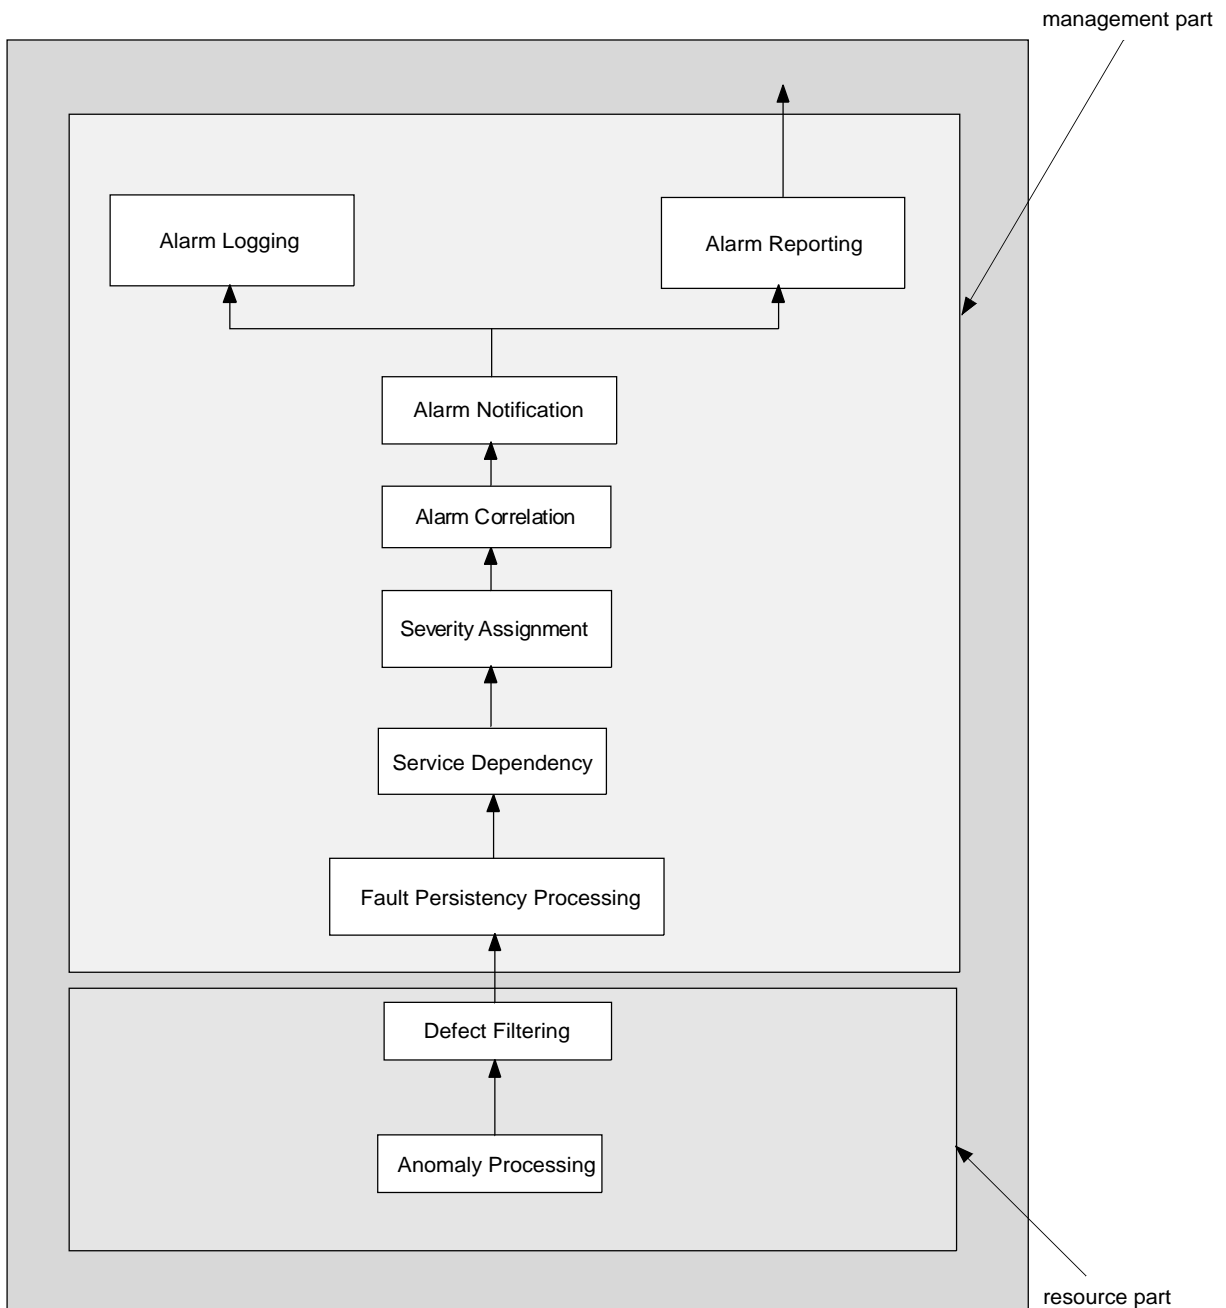 management part
Alarm Logging
Alarm Reporting
Alarm Notification
Alarm Correlation
Severity Assignment
Service Dependency
Fault Persistency Processing
Defect Filtering
Anomaly Processing
resource part